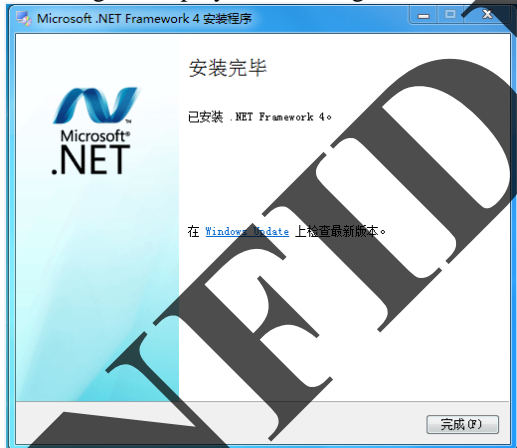 Microsoft .NET Framework 4 安装程序
安装完毕
已安装 .NET Framework 4。
Microsoft®
.NET
在 Windows Update 上检查最新版本。
完成(F)
NFID